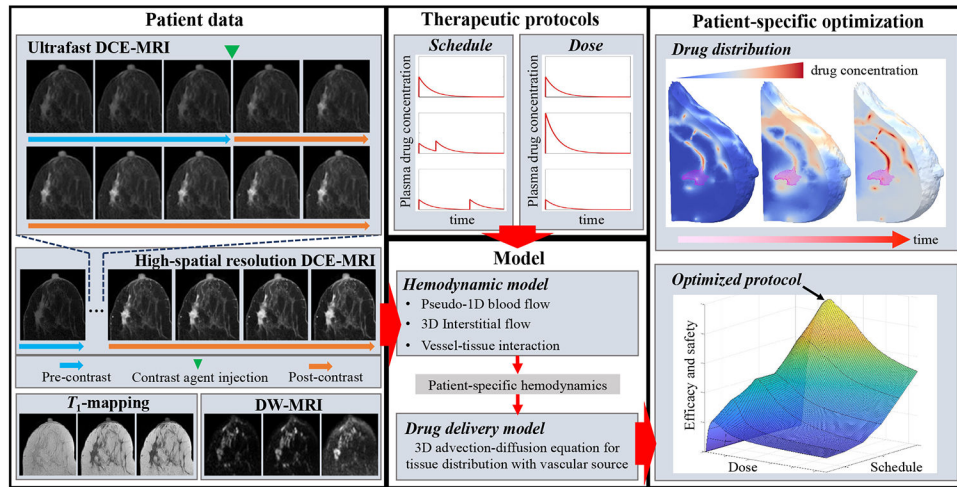 Patient data
Ultrafast DCE-MRI
High-spatial resolution DCE-MRI
...
Pre-contrast
Contrast agent injection
Post-contrast
T₁-mapping
DW-MRI
Therapeutic protocols
Schedule
Dose
Plasma drug concentration
Plasma drug concentration
time
time
Model
Hemodynamic model
• Pseudo-1D blood flow
• 3D Interstitial flow
• Vessel-tissue interaction
Patient-specific hemodynamics
Drug delivery model
3D advection-diffusion equation for
tissue distribution with vascular source
Patient-specific optimization
Drug distribution
drug concentration
time
Optimized protocol
Efficacy and safety
Dose
Schedule